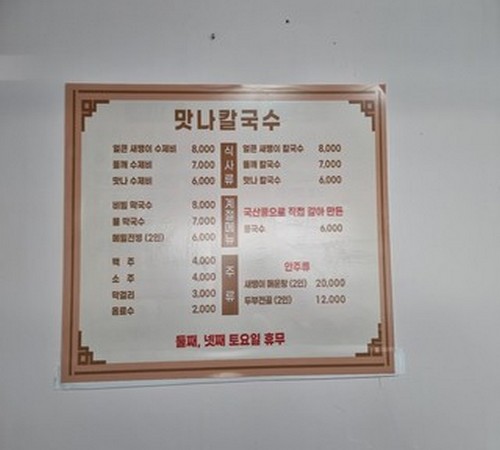 맛나칼국수
식사류
얼큰 새뱅이 수제비 8,000
들깨 수제비 7,000
맛나 수제비 6,000
얼큰 새뱅이 칼국수 8,000
들깨 칼국수 7,000
맛나 칼국수 6,000
계절메뉴
비빔 막국수 8,000
물 막국수 7,000
메밀전병 (2인) 6,000
국산콩으로 직접 갈아 만든
콩국수 6,000
주류
맥 주 4,000
소 주 4,000
막걸리 3,000
음료수 2,000
안주류
새뱅이 매운탕 (2인) 20,000
두부전골 (2인) 12,000
둘째, 넷째 토요일 휴무